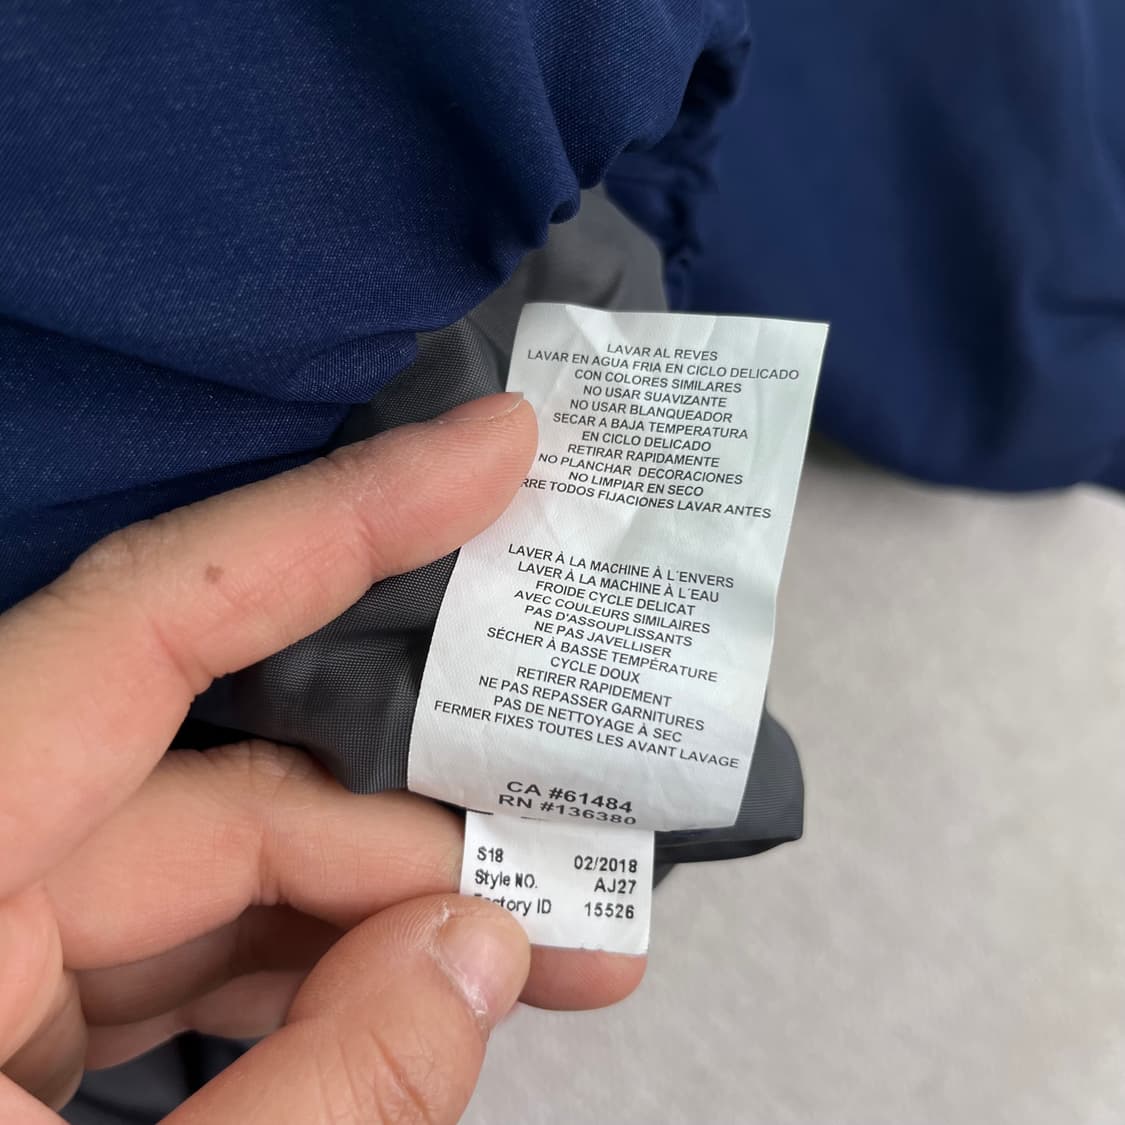 LAVAR AL REVES
LAVAR EN AGUA FRIA EN CICLO DELICADO
CON COLORES SIMILARES
NO USAR SUAVIZANTE
NO USAR BLANQUEADOR
SECAR A BAJA TEMPERATURA
EN CICLO DELICADO
RETIRAR RAPIDAMENTE
NO PLANCHAR DECORACIONES
NO LIMPIAR EN SECO
TODOS FIJACIONES LAVAR ANTES
LAVER À LA MACHINE À L´ENVERS
LAVER À LA MACHINE À L´EAU
FROIDE CYCLE DELICAT
AVEC COULEURS SIMILAIRES
PAS D'ASSOUPLISSANTS
NE PAS JAVELLISER
SÉCHER À BASSE TEMPÉRATURE
CYCLE DOUX
RETIRER RAPIDEMENT
NE PAS REPASSER GARNITURES
PAS DE NETTOYAGE À SEC
FERMER FIXES TOUTES LES AVANT LAVAGE
CA #61484
RN #136380
S18 02/2018
Style NO. AJ27
ID 15526